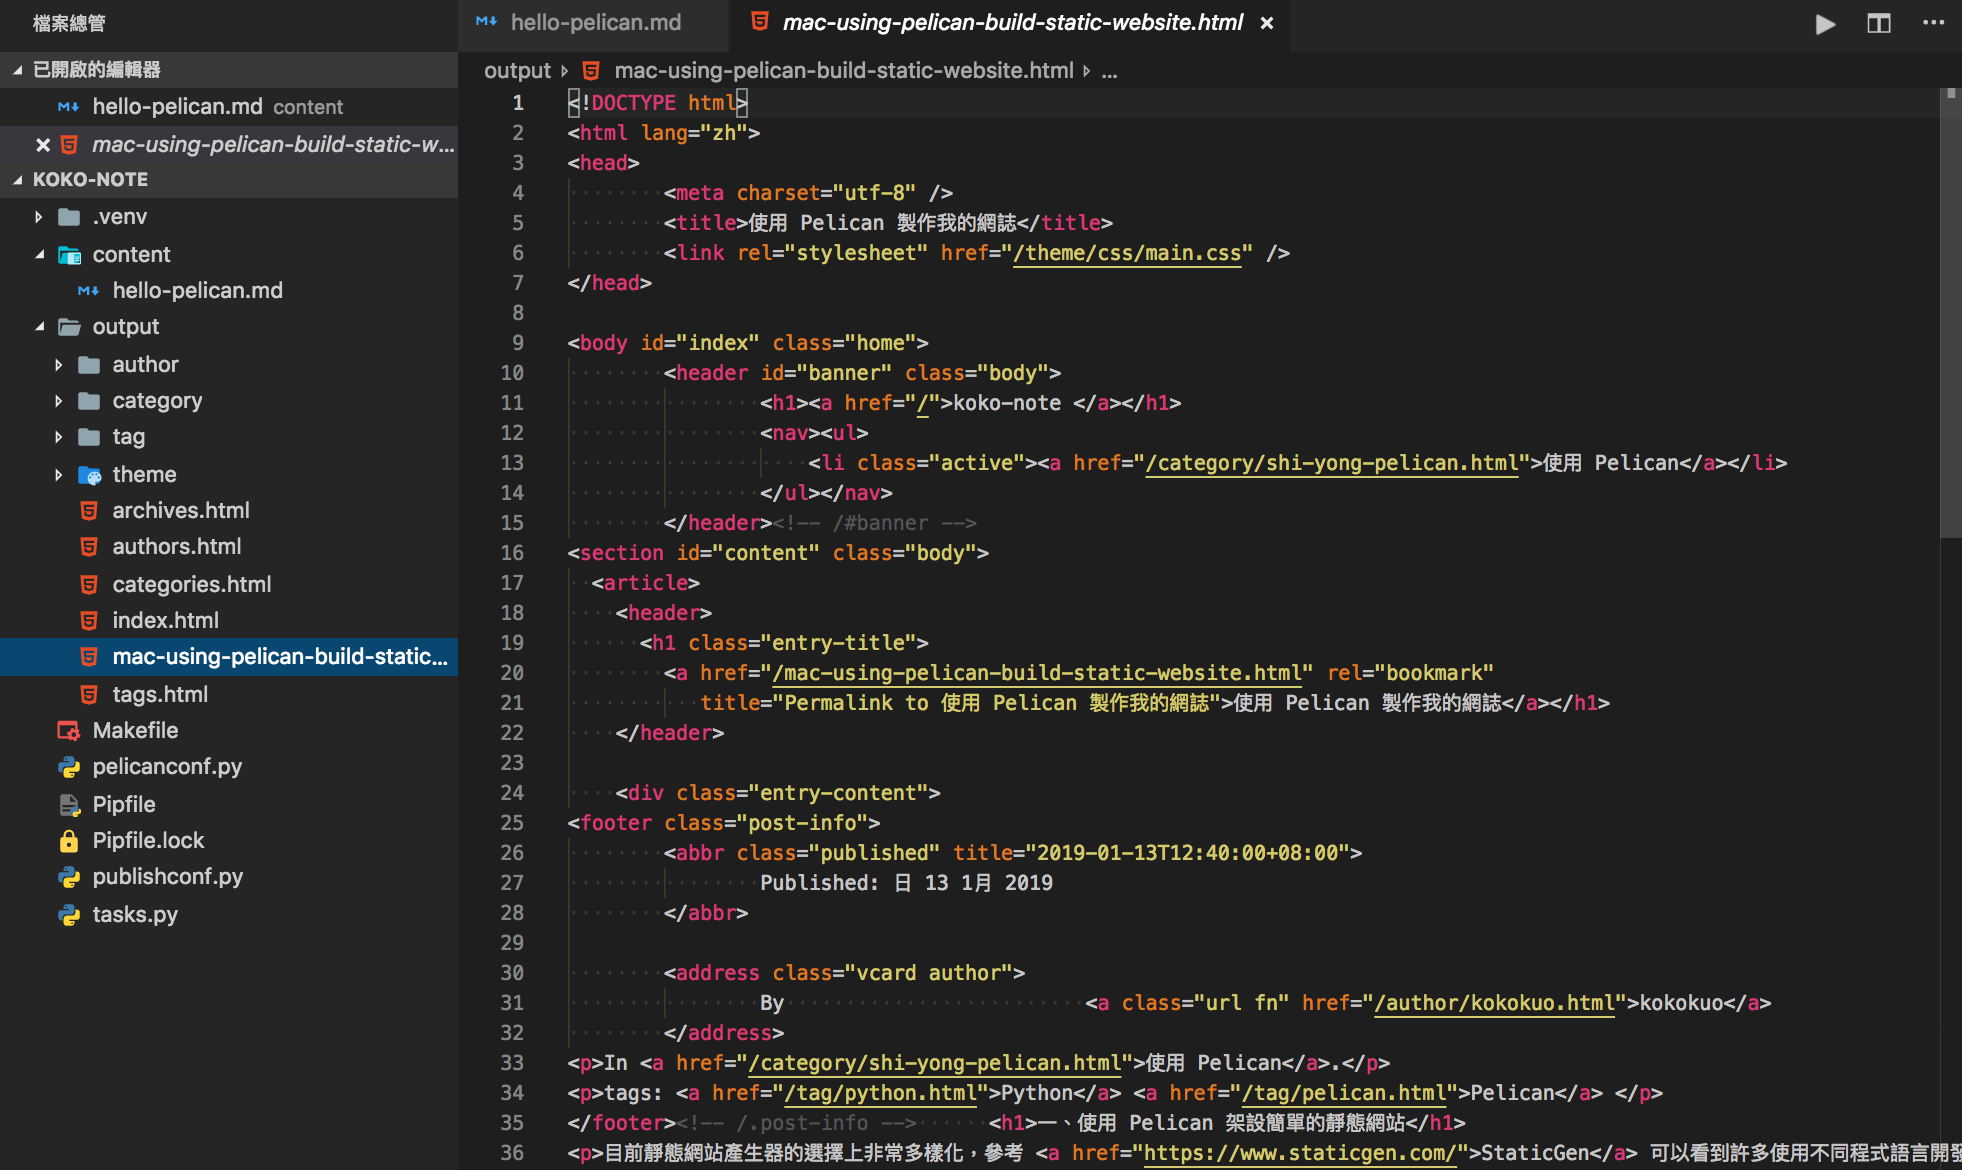 檔案總管
已開啟的編輯器
hello-pelican.md content
mac-using-pelican-build-static-w...
KOKO-NOTE
.venv
content
hello-pelican.md
output
author
category
tag
theme
archives.html
authors.html
categories.html
index.html
mac-using-pelican-build-static...
tags.html
Makefile
pelicanconf.py
Pipfile
Pipfile.lock
publishconf.py
tasks.py
hello-pelican.md
mac-using-pelican-build-static-website.html
output mac-using-pelican-build-static-website.html ...
1 <!DOCTYPE html>
2 <html lang="zh">
3 <head>
4 <meta charset="utf-8" />
5 <title>使用 Pelican 製作我的網誌</title>
6 <link rel="stylesheet" href="/theme/css/main.css" />
7 </head>
8
9 <body id="index" class="home">
10 <header id="banner" class="body">
11 <h1><a href="/">koko-note </a></h1>
12 <nav><ul>
13 <li class="active"><a href="/category/shi-yong-pelican.html">使用 Pelican</a></li>
14 </ul></nav>
15 </header><!-- /#banner -->
16 <section id="content" class="body">
17 <article>
18 <header>
19 <h1 class="entry-title">
20 <a href="/mac-using-pelican-build-static-website.html" rel="bookmark"
21 title="Permalink to 使用 Pelican 製作我的網誌">使用 Pelican 製作我的網誌</a></h1>
22 </header>
23
24 <div class="entry-content">
25 <footer class="post-info">
26 <abbr class="published" title="2019-01-13T12:40:00+08:00">
27 Published: 日 13 1月 2019
28 </abbr>
29
30 <address class="vcard author">
31 By <a class="url fn" href="/author/kokokuo.html">kokokuo</a>
32 </address>
33 <p>In <a href="/category/shi-yong-pelican.html">使用 Pelican</a>.</p>
34 <p>tags: <a href="/tag/python.html">Python</a> <a href="/tag/pelican.html">Pelican</a> </p>
35 </footer><!-- /.post-info --> <h1>一、使用 Pelican 架設簡單的靜態網站</h1>
36 <p>目前靜態網站產生器的選擇上非常多樣化，參考 <a href="https://www.staticgen.com/">StaticGen</a> 可以看到許多使用不同程式語言開發